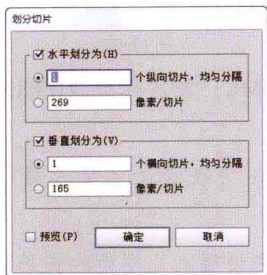 划分切片
水平划分为(H)
1 个纵向切片，均匀分隔
269 像素/切片
垂直划分为(V)
1 个横向切片，均匀分隔
165 像素/切片
预览(P) 确定 取消